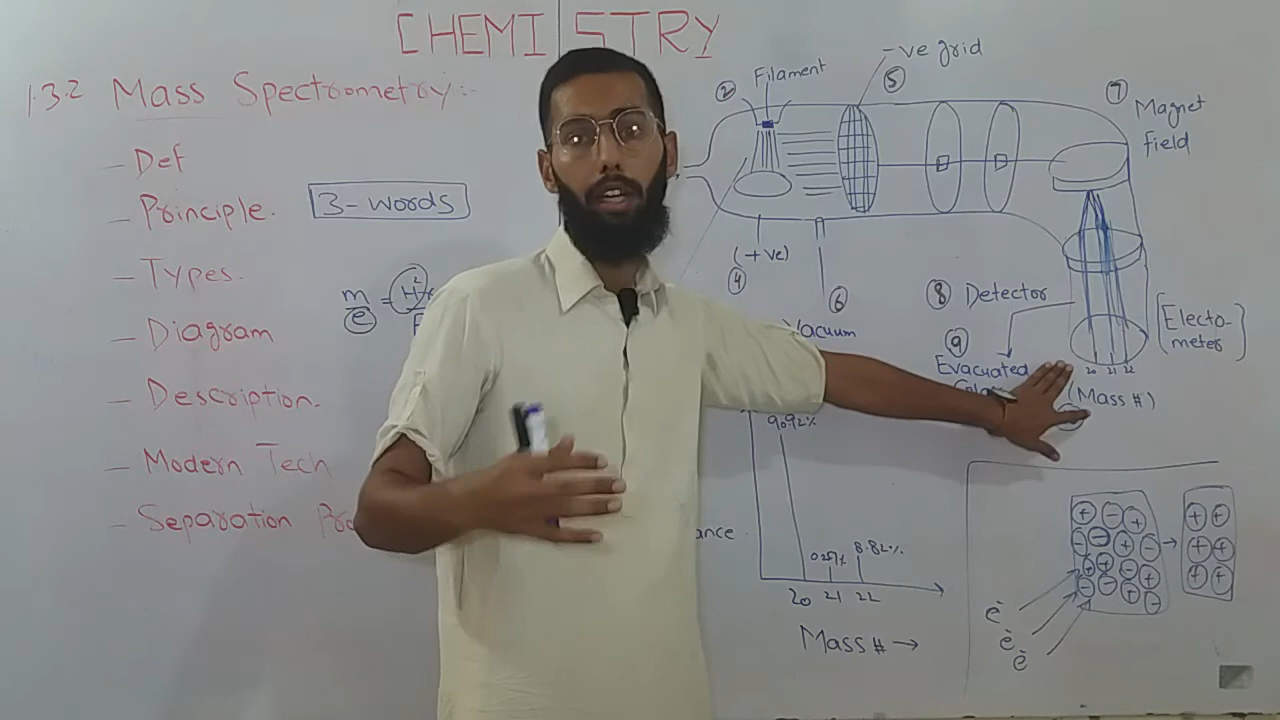 CHEMISTRY
1.3.2 Mass Spectrometry:-
- Def
- Principle.
- Types.
- Diagram
- Description.
- Modern Tech
- Separation
3-words
m/e = H²
② Filament
-ve grid
⑤
⑦ Magnet
field
(+ve)
④
⑥
Vacuum
⑧ Detector
[Electo-
meter]
⑨
Evacuated
20 21 22
(Mass #)
90.92%
0.257%
8.82%
20 21 22
Mass # →
+ - +
- - + -
+ + - +
- - + -
+ +
+ +
+ +
e⁻
e⁻
e⁻